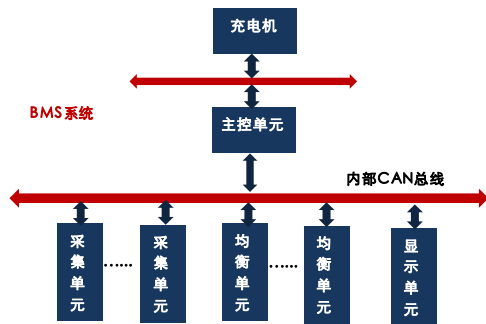 充电机
BMS系统
主控单元
内部CAN总线
采集单元
......
采集单元
均衡单元
......
均衡单元
显示单元